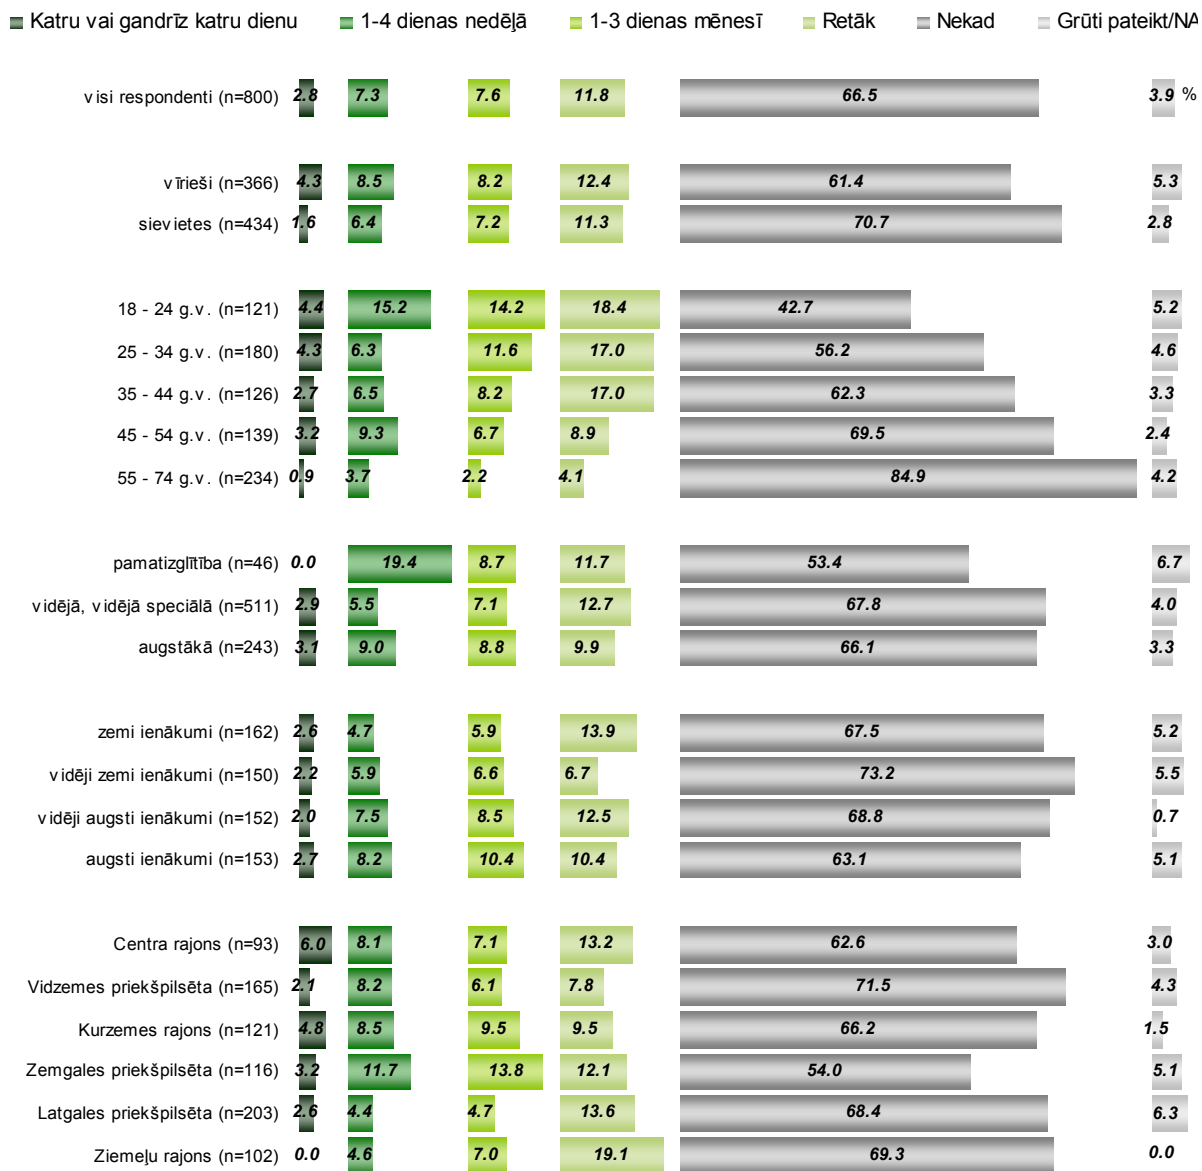 Katru vai gandrīz katru dienu 1-4 dienas nedēļā 1-3 dienas mēnesī Retāk Nekad Grūti pateikt/NA
visi respondenti (n=800) 2.8 7.3 7.6 11.8 66.5 3.9 %
vīrieši (n=366) 4.3 8.5 8.2 12.4 61.4 5.3
sievietes (n=434) 1.6 6.4 7.2 11.3 70.7 2.8
18 - 24 g.v. (n=121) 4.4 15.2 14.2 18.4 42.7 5.2
25 - 34 g.v. (n=180) 4.3 6.3 11.6 17.0 56.2 4.6
35 - 44 g.v. (n=126) 2.7 6.5 8.2 17.0 62.3 3.3
45 - 54 g.v. (n=139) 3.2 9.3 6.7 8.9 69.5 2.4
55 - 74 g.v. (n=234) 0.9 3.7 2.2 4.1 84.9 4.2
pamatizglītība (n=46) 0.0 19.4 8.7 11.7 53.4 6.7
vidējā, vidējā speciālā (n=511) 2.9 5.5 7.1 12.7 67.8 4.0
augstākā (n=243) 3.1 9.0 8.8 9.9 66.1 3.3
zemi ienākumi (n=162) 2.6 4.7 5.9 13.9 67.5 5.2
vidēji zemi ienākumi (n=150) 2.2 5.9 6.6 6.7 73.2 5.5
vidēji augsti ienākumi (n=152) 2.0 7.5 8.5 12.5 68.8 0.7
augsti ienākumi (n=153) 2.7 8.2 10.4 10.4 63.1 5.1
Centra rajons (n=93) 6.0 8.1 7.1 13.2 62.6 3.0
Vidzemes priekšpilsēta (n=165) 2.1 8.2 6.1 7.8 71.5 4.3
Kurzemes rajons (n=121) 4.8 8.5 9.5 9.5 66.2 1.5
Zemgales priekšpilsēta (n=116) 3.2 11.7 13.8 12.1 54.0 5.1
Latgales priekšpilsēta (n=203) 2.6 4.4 4.7 13.6 68.4 6.3
Ziemeļu rajons (n=102) 0.0 4.6 7.0 19.1 69.3 0.0